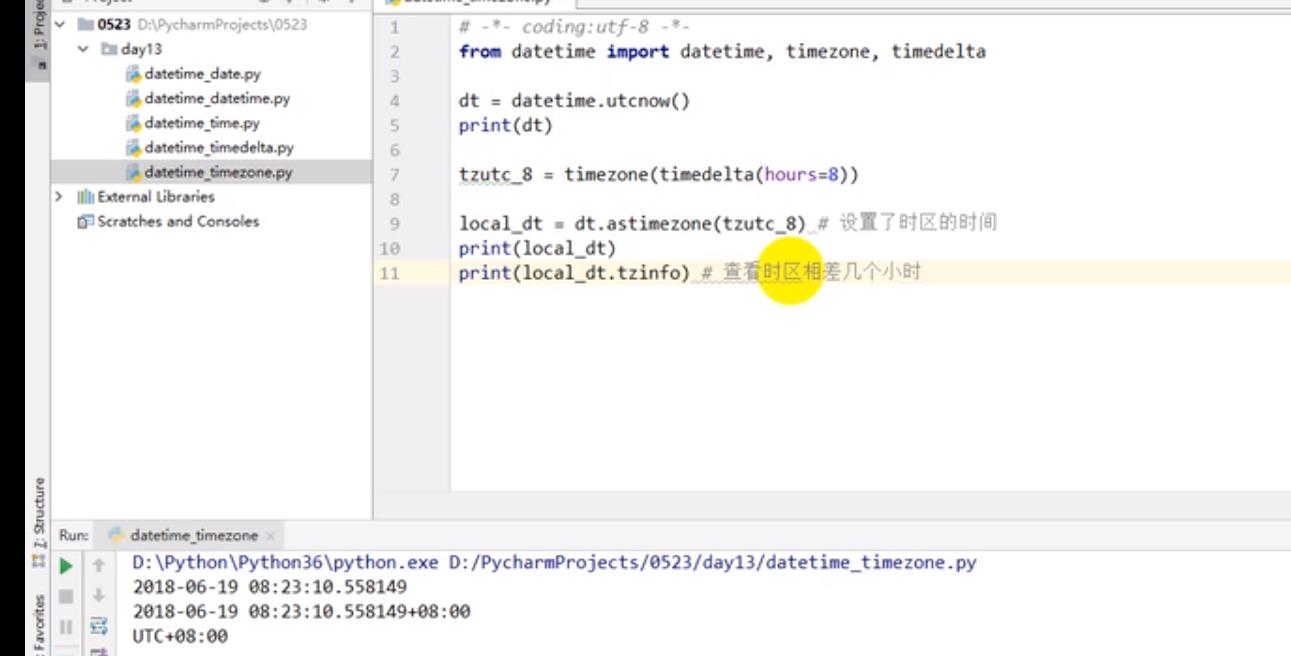 1: Project
0523 D:\PycharmProjects\0523
day13
datetime_date.py
datetime_datetime.py
datetime_time.py
datetime_timedelta.py
datetime_timezone.py
External Libraries
Scratches and Consoles
1 # -*- coding:utf-8 -*-
2 from datetime import datetime, timezone, timedelta
3
4 dt = datetime.utcnow()
5 print(dt)
6
7 tzutc_8 = timezone(timedelta(hours=8))
8
9 local_dt = dt.astimezone(tzutc_8) # 设置了时区的时间
10 print(local_dt)
11 print(local_dt.tzinfo) # 查看时区相差几个小时
Z: Structure
Favorites
Run: datetime_timezone
D:\Python\Python36\python.exe D:/PycharmProjects/0523/day13/datetime_timezone.py
2018-06-19 08:23:10.558149
2018-06-19 08:23:10.558149+08:00
UTC+08:00